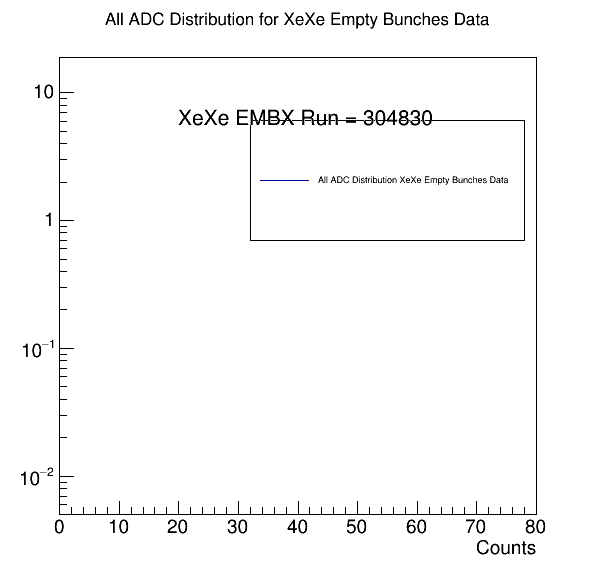 All ADC Distribution for XeXe Empty Bunches Data
XeXe EMBX Run = 304830
All ADC Distribution XeXe Empty Bunches Data
10
1
10⁻¹
10⁻²
0 10 20 30 40 50 60 70 80
Counts